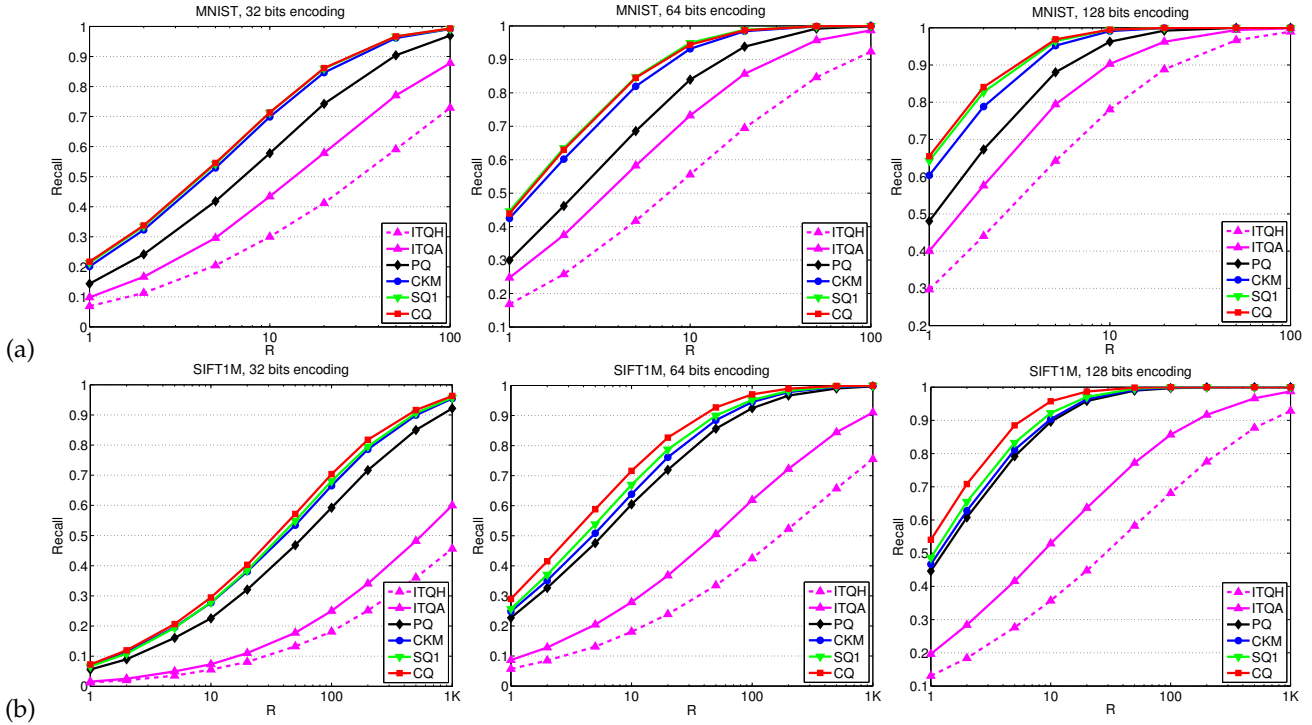 MNIST, 32 bits encoding
1
0.9
0.8
0.7
0.6
0.5
0.4
0.3
0.2
0.1
0
Recall
1 10 100
R
ITQH
ITQA
PQ
CKM
SQ1
CQ
MNIST, 64 bits encoding
1
0.9
0.8
0.7
0.6
0.5
0.4
0.3
0.2
0.1
Recall
1 10 100
R
ITQH
ITQA
PQ
CKM
SQ1
CQ
MNIST, 128 bits encoding
1
0.9
0.8
0.7
0.6
0.5
0.4
0.3
0.2
Recall
1 10 100
R
ITQH
ITQA
PQ
CKM
SQ1
CQ
(a)
SIFT1M, 32 bits encoding
1
0.9
0.8
0.7
0.6
0.5
0.4
0.3
0.2
0.1
0
Recall
1 10 100 1K
R
ITQH
ITQA
PQ
CKM
SQ1
CQ
SIFT1M, 64 bits encoding
1
0.9
0.8
0.7
0.6
0.5
0.4
0.3
0.2
0.1
0
Recall
1 10 100 1K
R
ITQH
ITQA
PQ
CKM
SQ1
CQ
SIFT1M, 128 bits encoding
1
0.9
0.8
0.7
0.6
0.5
0.4
0.3
0.2
0.1
Recall
1 10 100 1K
R
ITQH
ITQA
PQ
CKM
SQ1
CQ
(b)